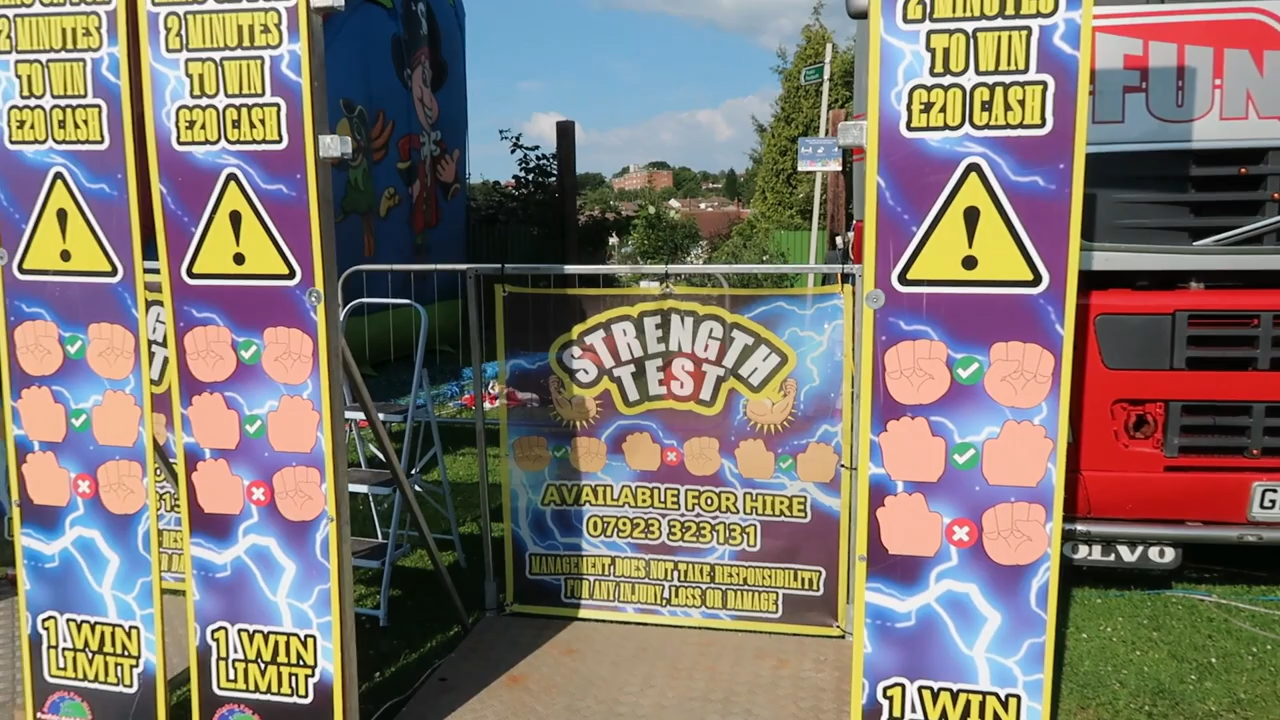 2 MINUTES
TO WIN
£20 CASH
1 WIN
LIMIT
2 MINUTES
TO WIN
£20 CASH
1 WIN
LIMIT
STRENGTH
TEST
AVAILABLE FOR HIRE
07923 323131
MANAGEMENT DOES NOT TAKE RESPONSIBILITY
FOR ANY INJURY, LOSS OR DAMAGE
2 MINUTES
TO WIN
£20 CASH
1 WIN
FUN
G
OLVO